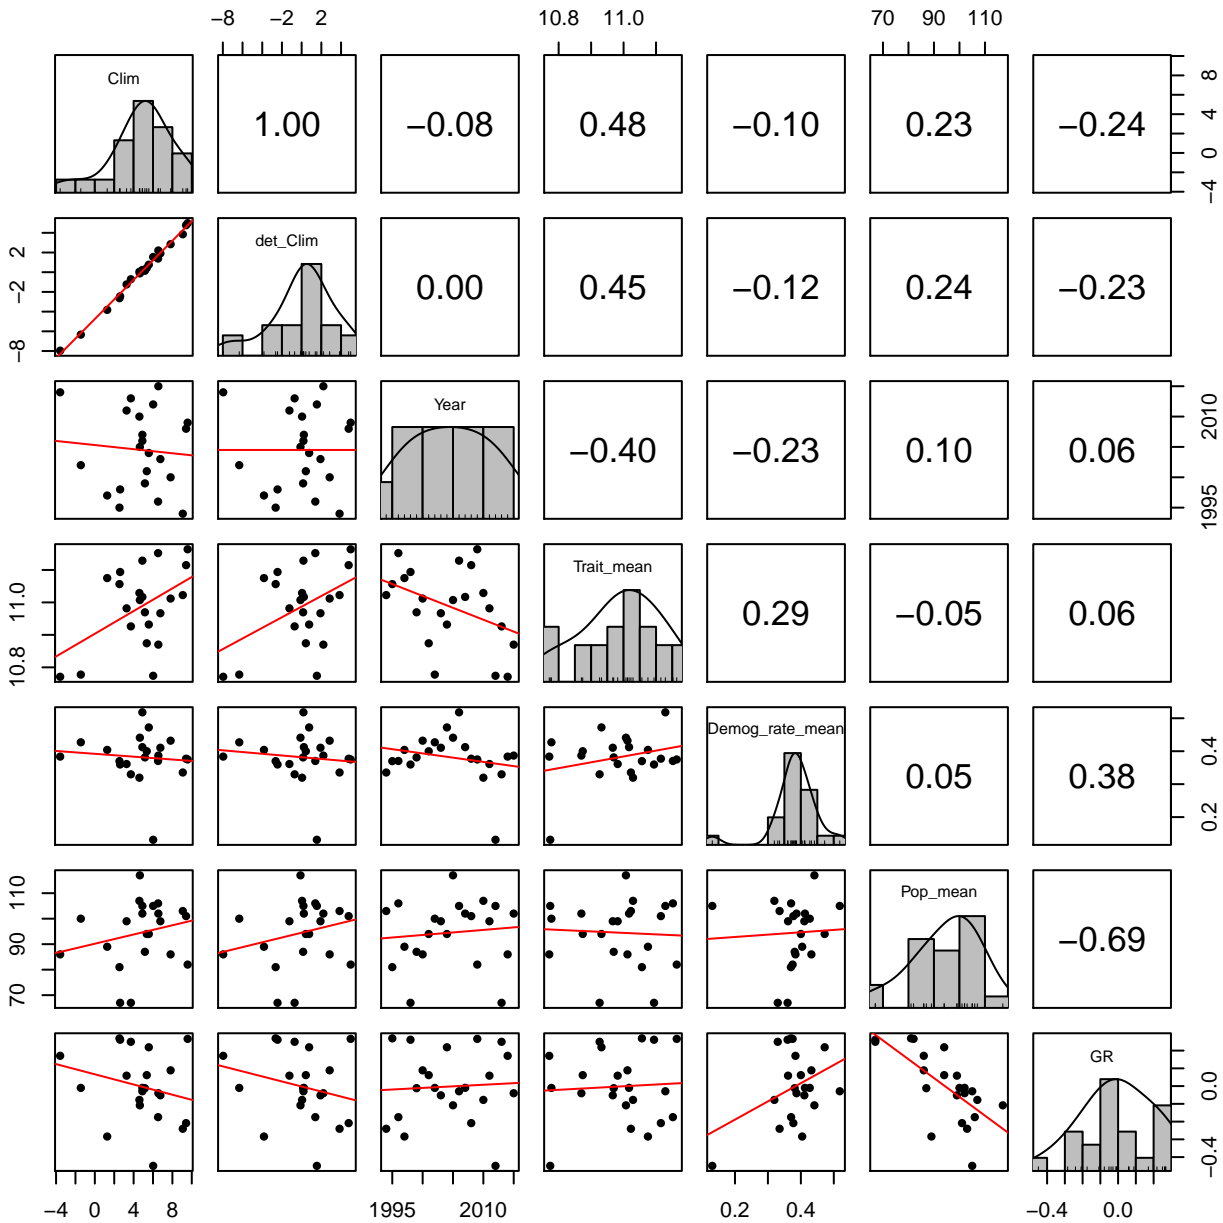 −8 −2 2 10.8 11.0 70 90 110
Clim 1.00 −0.08 0.48 −0.10 0.23 −0.24 −4 0 4 8
−8 −2 2 det_Clim 0.00 0.45 −0.12 0.24 −0.23
Year −0.40 −0.23 0.10 0.06 1995 2010
10.8 11.0 Trait_mean 0.29 −0.05 0.06
Demog_rate_mean 0.05 0.38 0.2 0.4
70 90 110 Pop_mean −0.69
GR −0.4 0.0
−4 0 4 8 1995 2010 0.2 0.4 −0.4 0.0